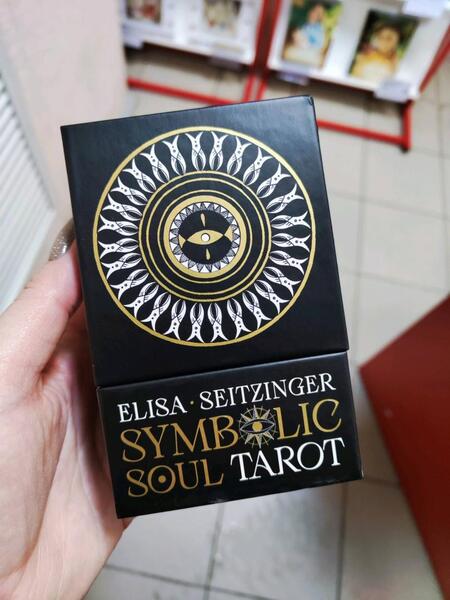 ELISA · SEITZINGER
SYMBOLIC
SOUL TAROT